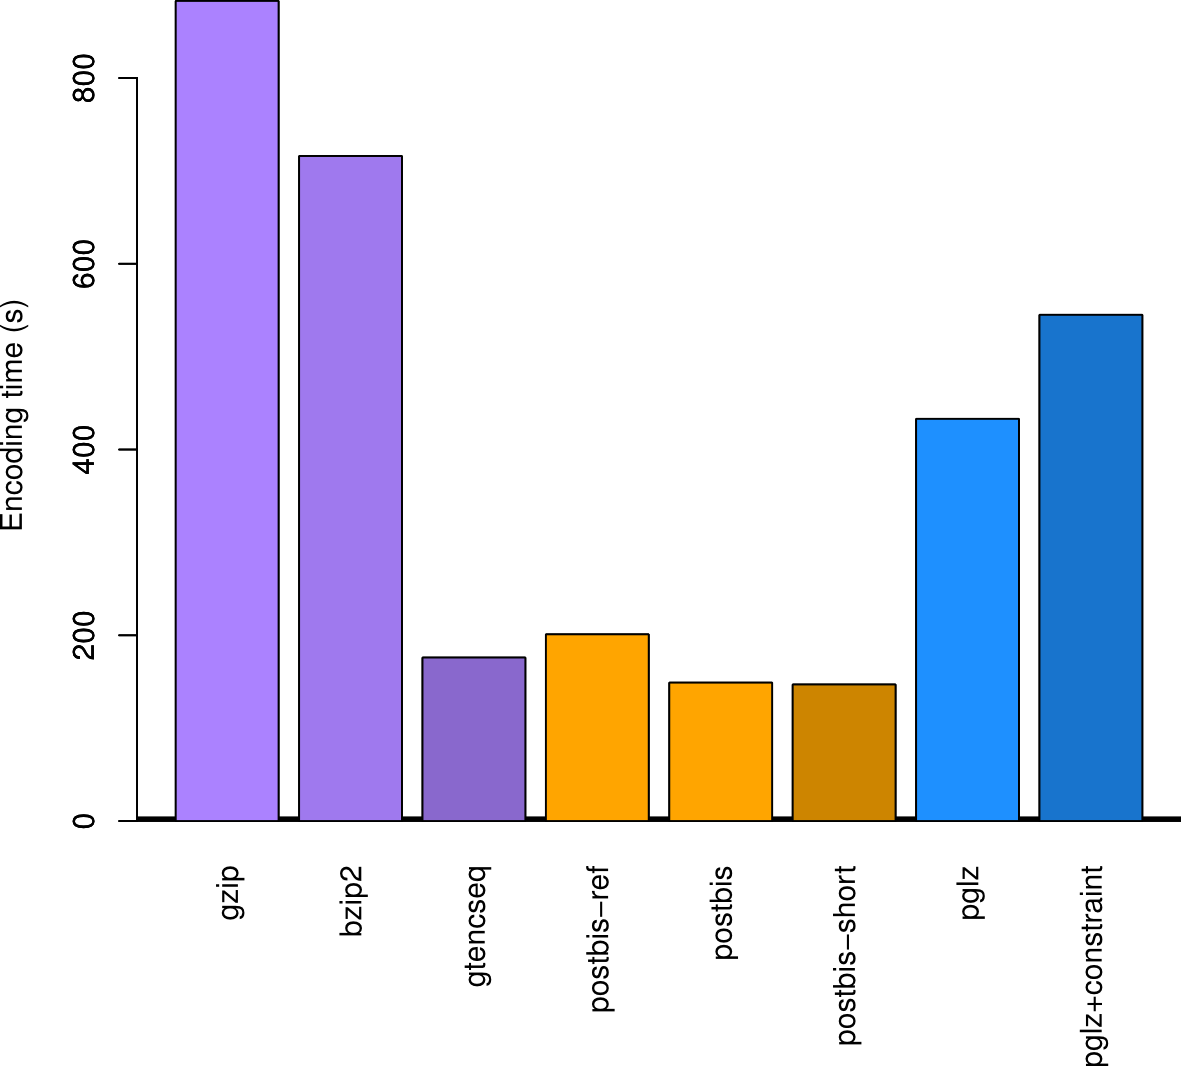 Encoding time (s)
800
600
400
200
0
gzip
bzip2
gtencseq
postbis−ref
postbis
postbis−short
pglz
pglz+constraint